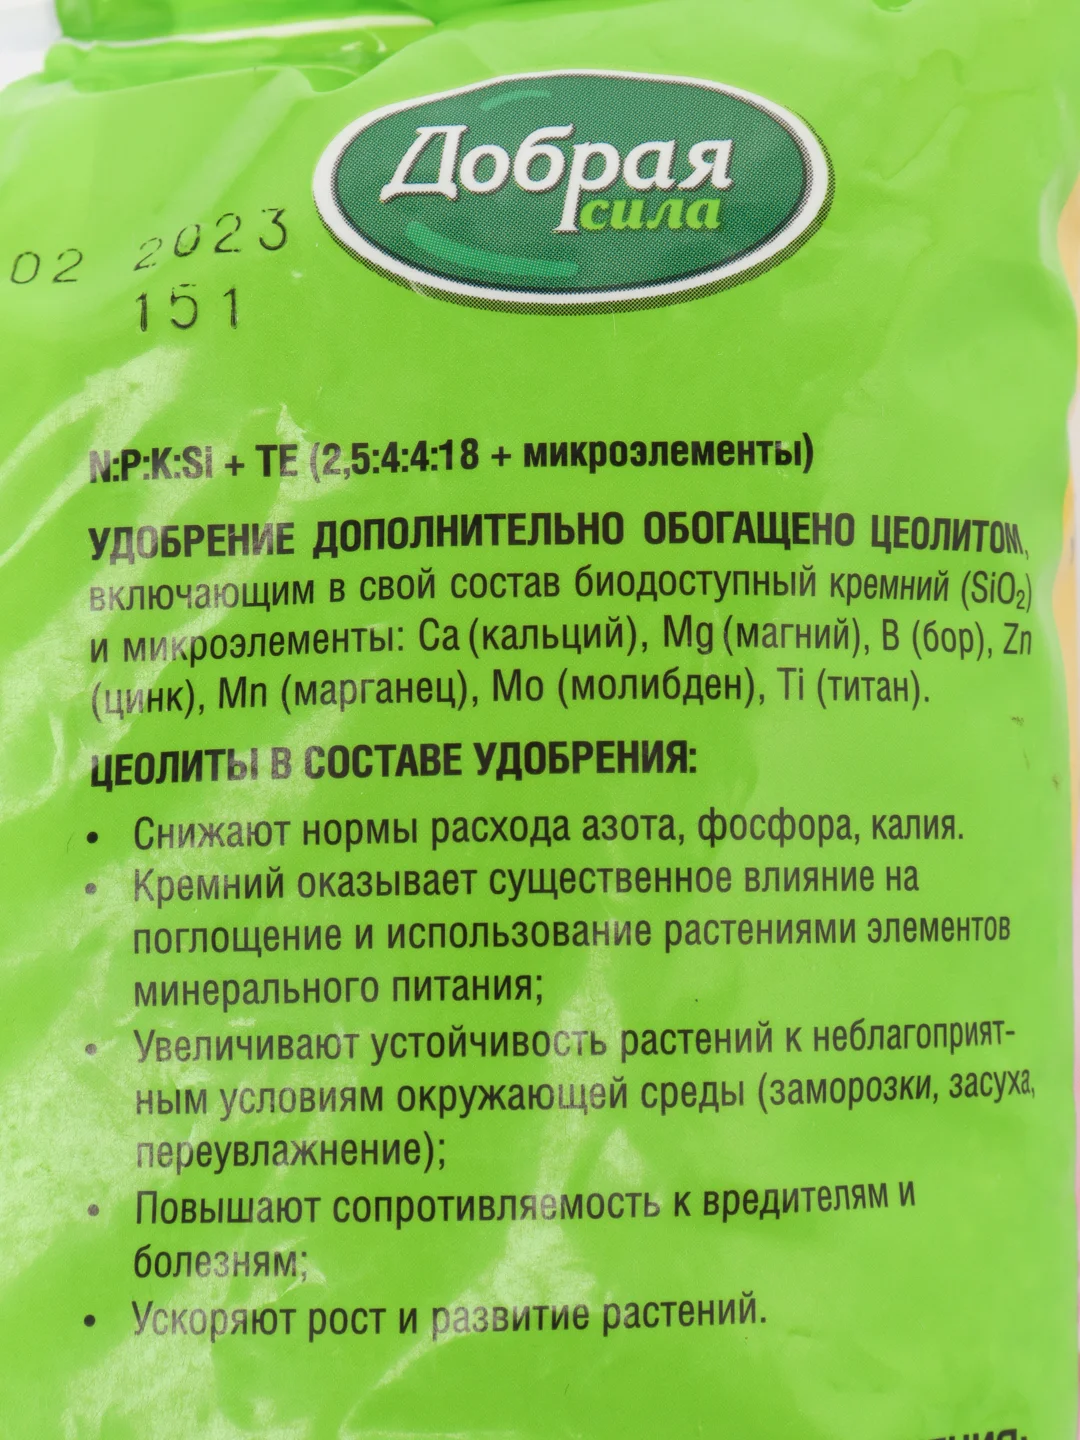 Добрая
сила
02 2023
151
N:P:K:Si + TE (2,5:4:4:18 + микроэлементы)
УДОБРЕНИЕ ДОПОЛНИТЕЛЬНО ОБОГАЩЕНО ЦЕОЛИТОМ,
включающим в свой состав биодоступный кремний (SiO₂)
и микроэлементы: Ca (кальций), Mg (магний), B (бор), Zn
(цинк), Mn (марганец), Mo (молибден), Ti (титан).
ЦЕОЛИТЫ В СОСТАВЕ УДОБРЕНИЯ:
• Снижают нормы расхода азота, фосфора, калия.
• Кремний оказывает существенное влияние на
поглощение и использование растениями элементов
минерального питания;
• Увеличивают устойчивость растений к неблагоприят-
ным условиям окружающей среды (заморозки, засуха,
переувлажнение);
• Повышают сопротивляемость к вредителям и
болезням;
• Ускоряют рост и развитие растений.